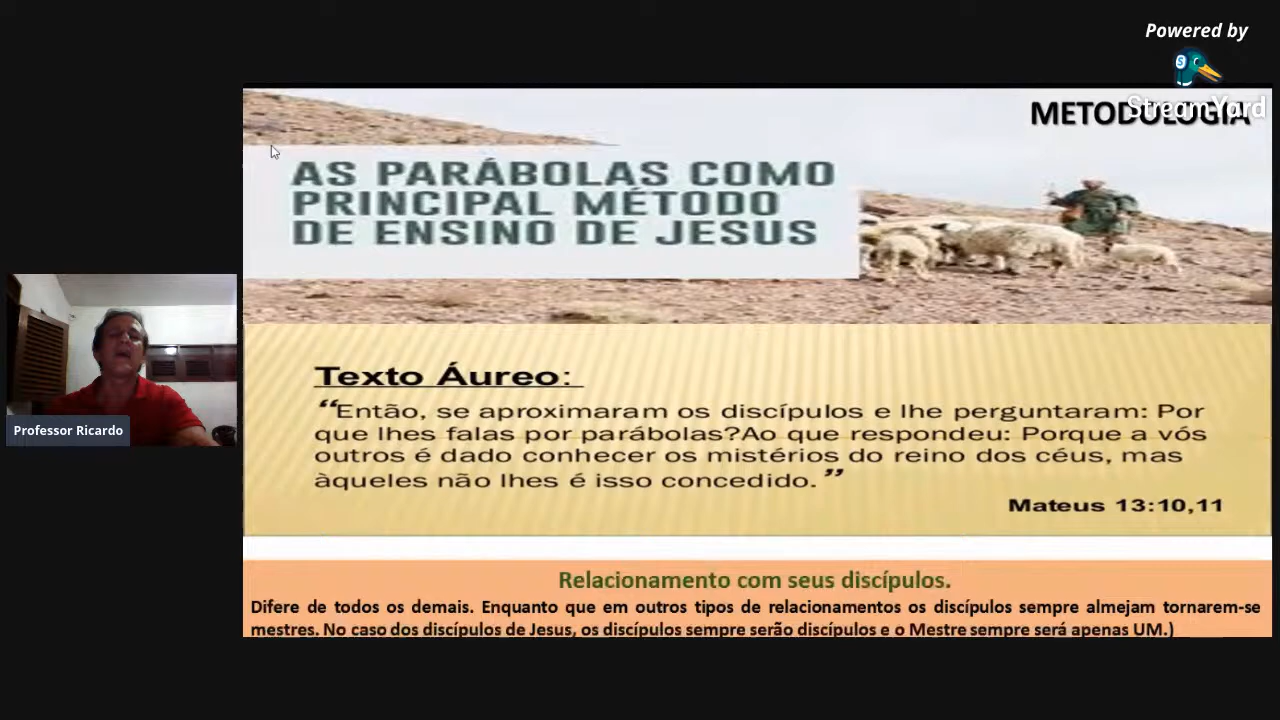 Powered by
StreamYard
METODOLOGIA
AS PARÁBOLAS COMO
PRINCIPAL MÉTODO
DE ENSINO DE JESUS
Texto Áureo:
“Então, se aproximaram os discípulos e lhe perguntaram: Por
que lhes falas por parábolas?Ao que respondeu: Porque a vós
outros é dado conhecer os mistérios do reino dos céus, mas
àqueles não lhes é isso concedido.”
Mateus 13:10,11
Professor Ricardo
Relacionamento com seus discípulos.
Difere de todos os demais. Enquanto que em outros tipos de relacionamentos os discípulos sempre almejam tornarem-se
mestres. No caso dos discípulos de Jesus, os discípulos sempre serão discípulos e o Mestre sempre será apenas UM.)